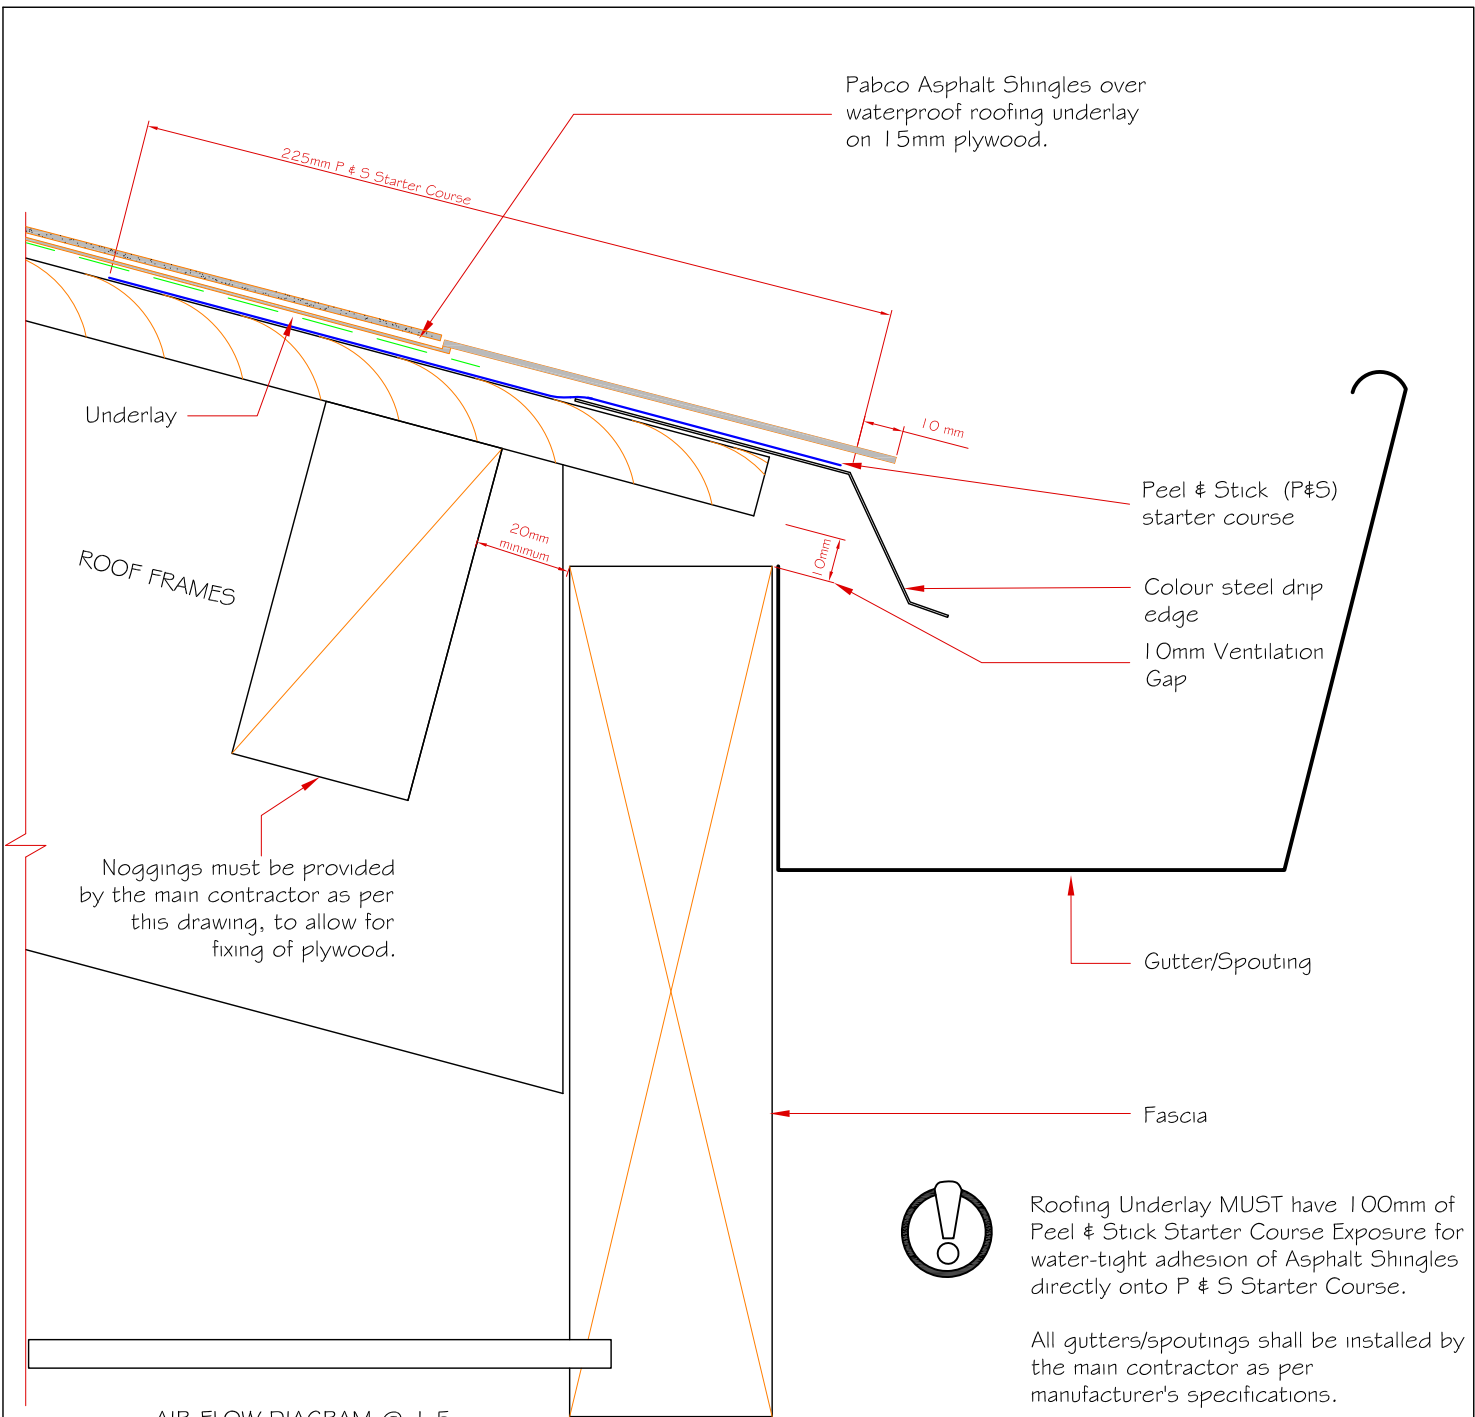 Pabco Asphalt Shingles over
waterproof roofing underlay
on 15mm plywood.
225mm P & S Starter Course
10 mm
Underlay
Peel & Stick (P&S)
starter course
20mm
minimum
10mm
ROOF FRAMES
Colour steel drip
edge
10mm Ventilation
Gap
Noggings must be provided
by the main contractor as per
this drawing, to allow for
fixing of plywood.
Gutter/Spouting
Fascia
Roofing Underlay MUST have 100mm of
Peel & Stick Starter Course Exposure for
water-tight adhesion of Asphalt Shingles
directly onto P & S Starter Course.
All gutters/spoutings shall be installed by
the main contractor as per
manufacturer's specifications.
AIR FLOW DIAGRAM @